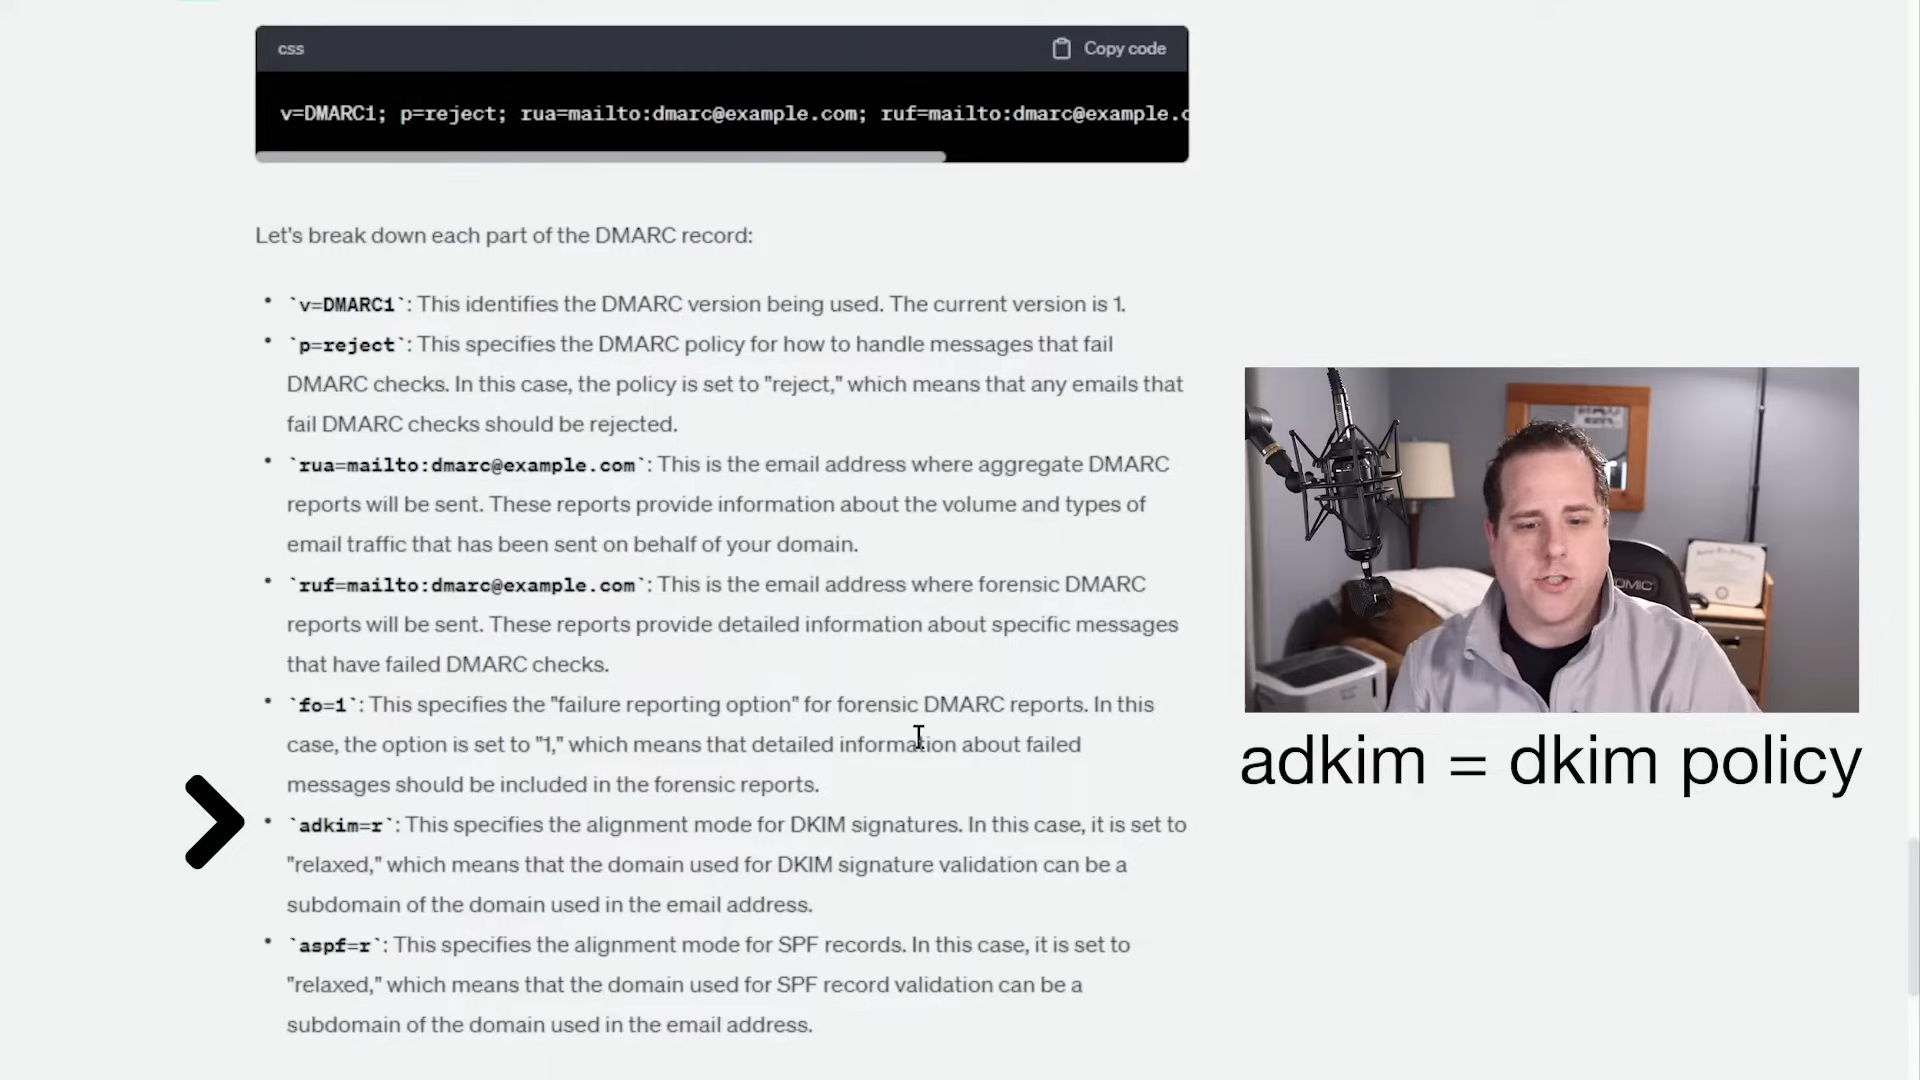 css
Copy code
v=DMARC1; p=reject; rua=mailto:dmarc@example.com; ruf=mailto:dmarc@example.c
Let's break down each part of the DMARC record:
• `v=DMARC1`: This identifies the DMARC version being used. The current version is 1.
• `p=reject`: This specifies the DMARC policy for how to handle messages that fail
DMARC checks. In this case, the policy is set to "reject," which means that any emails that
fail DMARC checks should be rejected.
• `rua=mailto:dmarc@example.com`: This is the email address where aggregate DMARC
reports will be sent. These reports provide information about the volume and types of
email traffic that has been sent on behalf of your domain.
• `ruf=mailto:dmarc@example.com`: This is the email address where forensic DMARC
reports will be sent. These reports provide detailed information about specific messages
that have failed DMARC checks.
• `fo=1`: This specifies the "failure reporting option" for forensic DMARC reports. In this
case, the option is set to "1," which means that detailed information about failed
messages should be included in the forensic reports.
• `adkim=r`: This specifies the alignment mode for DKIM signatures. In this case, it is set to
"relaxed," which means that the domain used for DKIM signature validation can be a
subdomain of the domain used in the email address.
• `aspf=r`: This specifies the alignment mode for SPF records. In this case, it is set to
"relaxed," which means that the domain used for SPF record validation can be a
subdomain of the domain used in the email address.
OMIC
adkim = dkim policy